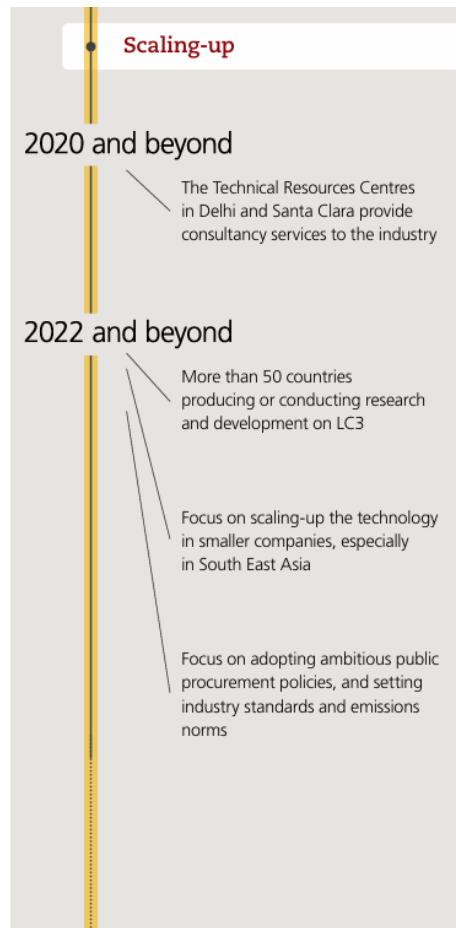 Scaling-up
2020 and beyond
The Technical Resources Centres
in Delhi and Santa Clara provide
consultancy services to the industry
2022 and beyond
More than 50 countries
producing or conducting research
and development on LC3
Focus on scaling-up the technology
in smaller companies, especially
in South East Asia
Focus on adopting ambitious public
procurement policies, and setting
industry standards and emissions
norms